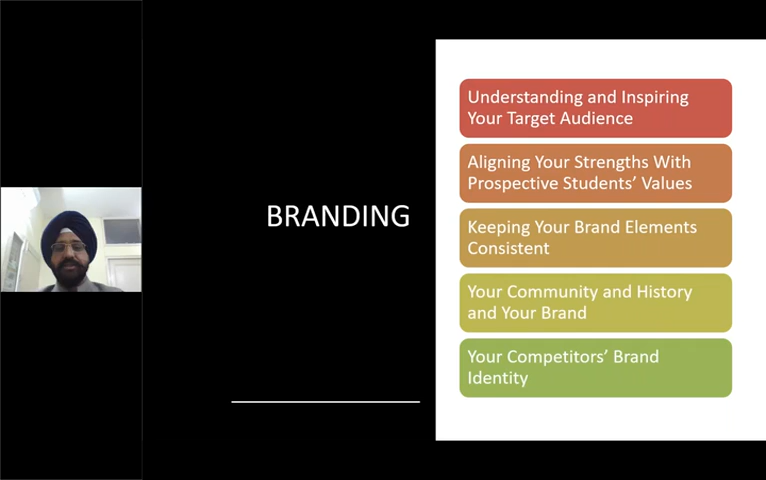 BRANDING
Understanding and Inspiring
Your Target Audience
Aligning Your Strengths With
Prospective Students’ Values
Keeping Your Brand Elements
Consistent
Your Community and History
and Your Brand
Your Competitors’ Brand
Identity